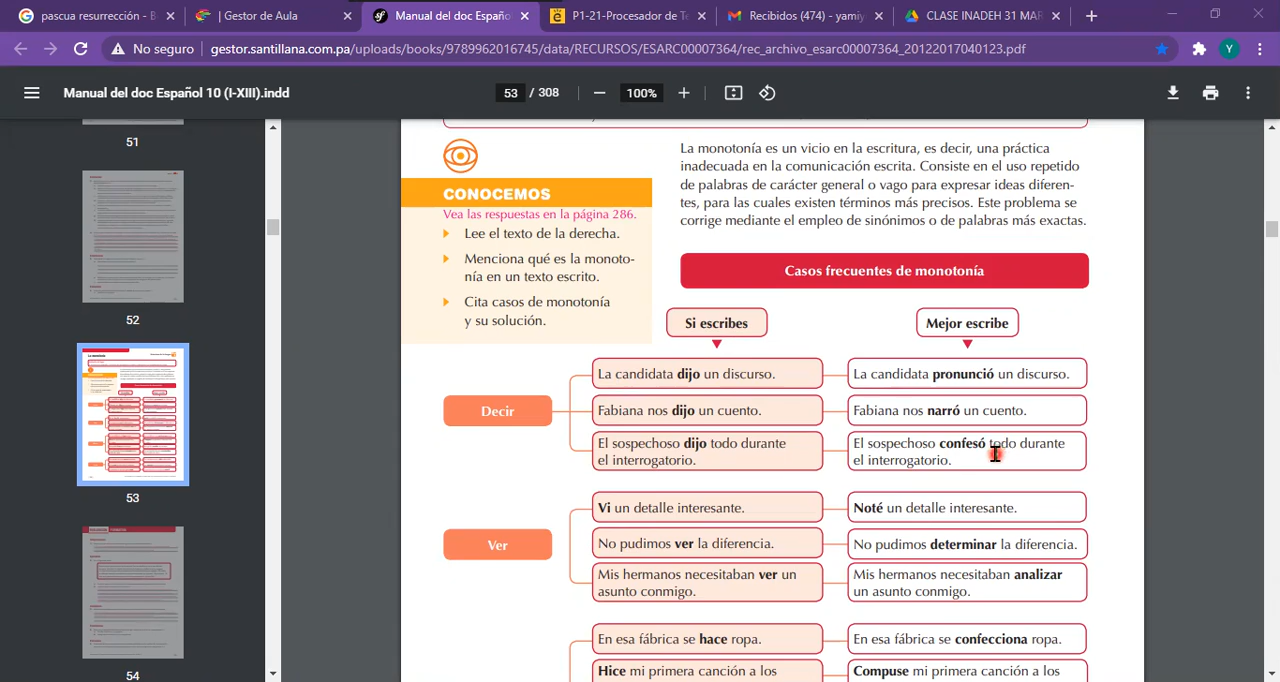 pascua resurrección - B
Gestor de Aula
Manual del doc Españo
P1-21-Procesador de Te
Recibidos (474) - yamiy
CLASE INADEH 31 MAR
No seguro
gestor.santillana.com.pa/uploads/books/9789962016745/data/RECURSOS/ESARC00007364/rec_archivo_esarc00007364_20122017040123.pdf
Y
Manual del doc Español 10 (I-XIII).indd
53 / 308
100%
51
52
53
54
CONOCEMOS
Vea las respuestas en la página 286.
Lee el texto de la derecha.
Menciona qué es la monoto-
nía en un texto escrito.
Cita casos de monotonía
y su solución.
La monotonía es un vicio en la escritura, es decir, una práctica
inadecuada en la comunicación escrita. Consiste en el uso repetido
de palabras de carácter general o vago para expresar ideas diferen-
tes, para las cuales existen términos más precisos. Este problema se
corrige mediante el empleo de sinónimos o de palabras más exactas.
Casos frecuentes de monotonía
Si escribes
Mejor escribe
Decir
La candidata dijo un discurso.
La candidata pronunció un discurso.
Fabiana nos dijo un cuento.
Fabiana nos narró un cuento.
El sospechoso dijo todo durante
el interrogatorio.
El sospechoso confesó todo durante
el interrogatorio.
Ver
Vi un detalle interesante.
Noté un detalle interesante.
No pudimos ver la diferencia.
No pudimos determinar la diferencia.
Mis hermanos necesitaban ver un
asunto conmigo.
Mis hermanos necesitaban analizar
un asunto conmigo.
En esa fábrica se hace ropa.
En esa fábrica se confecciona ropa.
Hice mi primera canción a los
Compuse mi primera canción a los